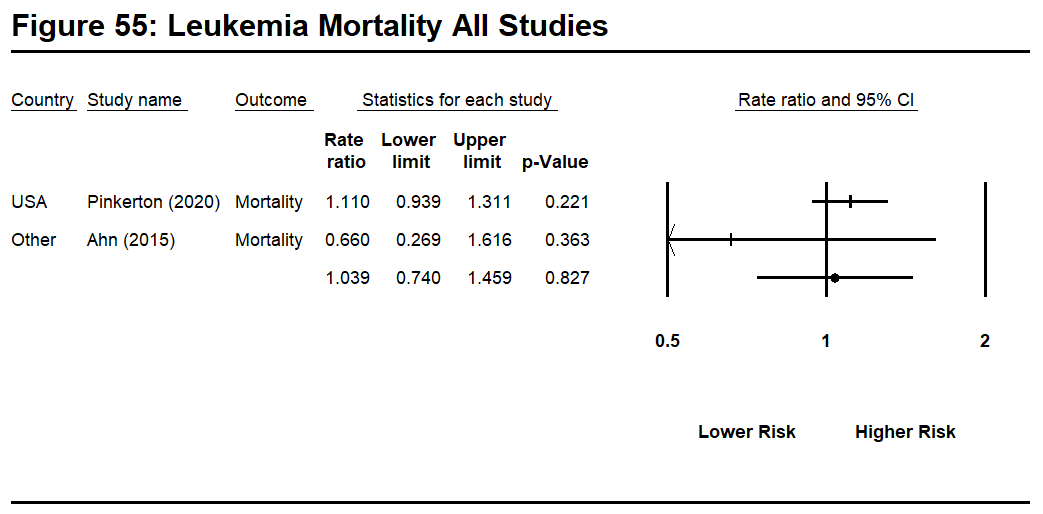 Figure 55: Leukemia Mortality All Studies
Country Study name Outcome Statistics for each study Rate ratio and 95% CI
Rate Lower Upper
ratio limit limit p-Value
USA Pinkerton (2020) Mortality 1.110 0.939 1.311 0.221
Other Ahn (2015) Mortality 0.660 0.269 1.616 0.363
1.039 0.740 1.459 0.827
0.5 1 2
Lower Risk Higher Risk